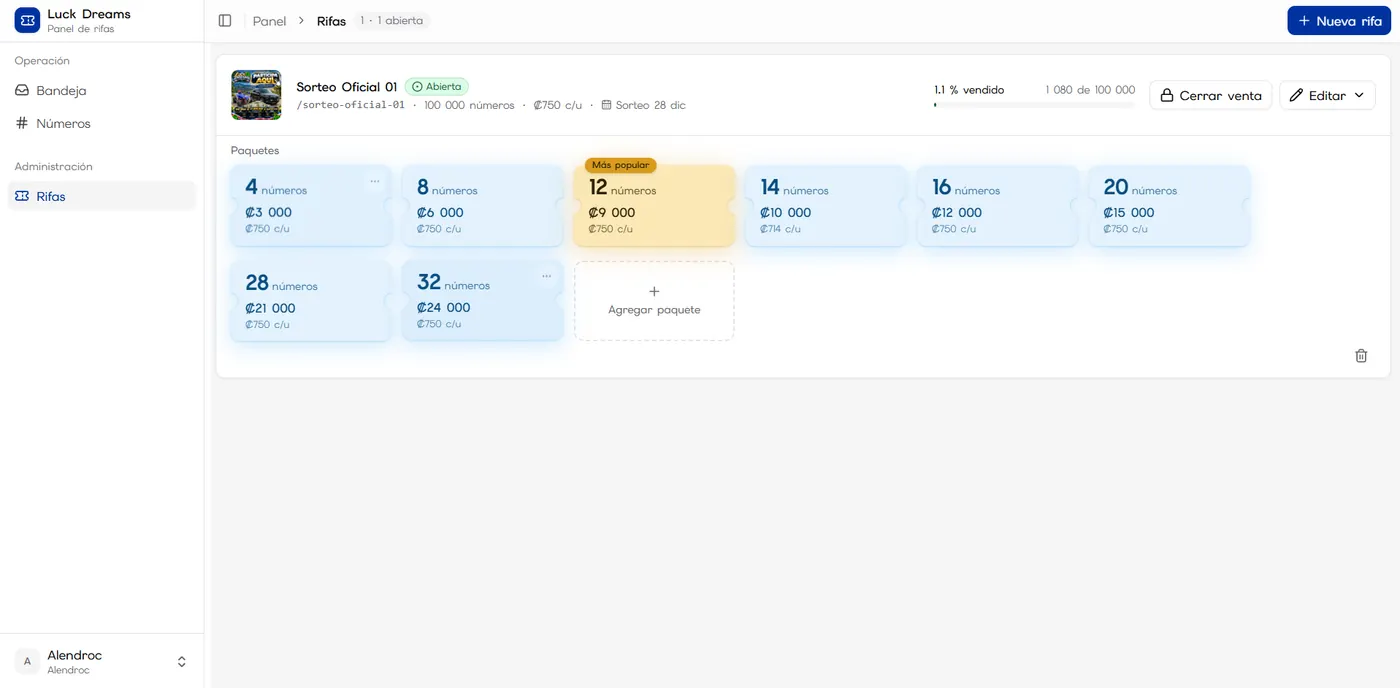 Luck Dreams
Panel de rifas
Operación
Bandeja
Números
Administración
Rifas
Alendroc
Alendroc
A
Panel > Rifas 1 · 1 abierta
+ Nueva rifa
PARTICIPA
AQUÍ
Sorteo Oficial 01 Abierta
/sorteo-oficial-01 · 100 000 números · ₡750 c/u · Sorteo 28 dic
1.1 % vendido 1 080 de 100 000
Cerrar venta
Editar
Paquetes
4 números
₡3 000
₡750 c/u
8 números
₡6 000
₡750 c/u
Más popular
12 números
₡9 000
₡750 c/u
14 números
₡10 000
₡714 c/u
16 números
₡12 000
₡750 c/u
20 números
₡15 000
₡750 c/u
28 números
₡21 000
₡750 c/u
32 números
₡24 000
₡750 c/u
+
Agregar paquete